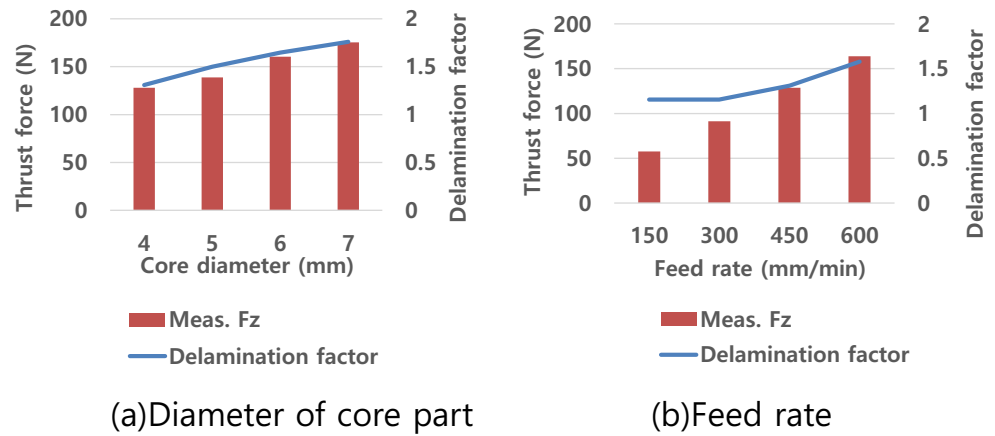 200
150
100
50
0
Thrust force (N)
2
1.5
1
0.5
0
Delamination factor
4 5 6 7
Core diameter (mm)
Meas. Fz
Delamination factor
(a)Diameter of core part
200
150
100
50
0
Thrust force (N)
2
1.5
1
0.5
0
Delamination factor
150 300 450 600
Feed rate (mm/min)
Meas. Fz
Delamination factor
(b)Feed rate